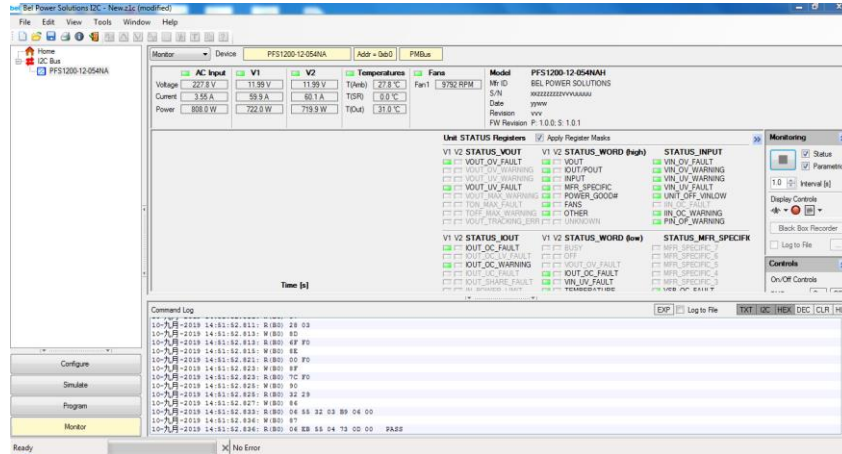 Bel Power Solutions I2C - New.z1c (modified)
File Edit View Tools Window Help
Home
I2C Bus
PFS1200-12-054NA
Monitor Device PFS1200-12-054NA Addr = 0xb0 PMBus
AC Input V1 V2 Temperatures Fans
Voltage 227.8 V 11.99 V 11.99 V T(Amb) 27.8 °C Fan1 9792 RPM
Current 3.55 A 59.9 A 60.1 A T(SR) 0.0 °C
Power 808.0 W 722.0 W 719.9 W T(Out) 31.0 °C
Model PFS1200-12-054NAH
Mfr ID BEL POWER SOLUTIONS
S/N
Date yyww
Revision vvv
FW Revision P: 1.0.0; S: 1.0.1
Unit STATUS Registers Apply Register Masks
V1 V2 STATUS_VOUT V1 V2 STATUS_WORD (high) STATUS_INPUT
VOUT_OV_FAULT VOUT VIN_OV_FAULT
VOUT_OV_WARNING IOUT/POUT VIN_OV_WARNING
VOUT_UV_WARNING INPUT VIN_UV_WARNING
VOUT_UV_FAULT MFR_SPECIFIC VIN_UV_FAULT
VOUT_MAX_WARNING POWER_GOOD# UNIT_OFF_VINLOW
TON_MAX_FAULT FANS IIN_OC_FAULT
TOFF_MAX_WARNING OTHER IIN_OC_WARNING
VOUT_TRACKING_ERR UNKNOWN PIN_OP_WARNING
V1 V2 STATUS_IOUT V1 V2 STATUS_WORD (low) STATUS_MFR_SPECIFI
IOUT_OC_FAULT BUSY MFR_SPECIFIC_7
IOUT_OC_LV_FAULT OFF MFR_SPECIFIC_6
IOUT_OC_WARNING VOUT_OV_FAULT MFR_SPECIFIC_5
IOUT_UC_FAULT IOUT_OC_FAULT MFR_SPECIFIC_4
IOUT_SHARE_FAULT VIN_UV_FAULT MFR_SPECIFIC_3
IN_POWER_LIMIT TEMPERATURE
Time [s]
Monitoring
Status
Parametric
1.0 Interval [s]
Display Controls
Black Box Recorder
Log to File ...
Controls
On/Off Controls
Command Log EXP Log to File TXT I2C HEX DEC CLR
10-九月-2019 14:51:52.811: R(B0) 28 03
10-九月-2019 14:51:52.813: W(B0) 8D
10-九月-2019 14:51:52.813: R(B0) 6F F0
10-九月-2019 14:51:52.815: W(B0) 8E
10-九月-2019 14:51:52.821: R(B0) 00 F0
10-九月-2019 14:51:52.823: W(B0) 8F
10-九月-2019 14:51:52.823: R(B0) 7C F0
10-九月-2019 14:51:52.825: W(B0) 90
10-九月-2019 14:51:52.825: R(B0) 32 29
10-九月-2019 14:51:52.827: W(B0) 86
10-九月-2019 14:51:52.833: R(B0) 06 55 32 03 B9 06 00
10-九月-2019 14:51:52.836: W(B0) 87
10-九月-2019 14:51:52.836: R(B0) 06 EB 55 04 73 0D 00 PASS
Configure
Simulate
Program
Monitor
Ready No Error